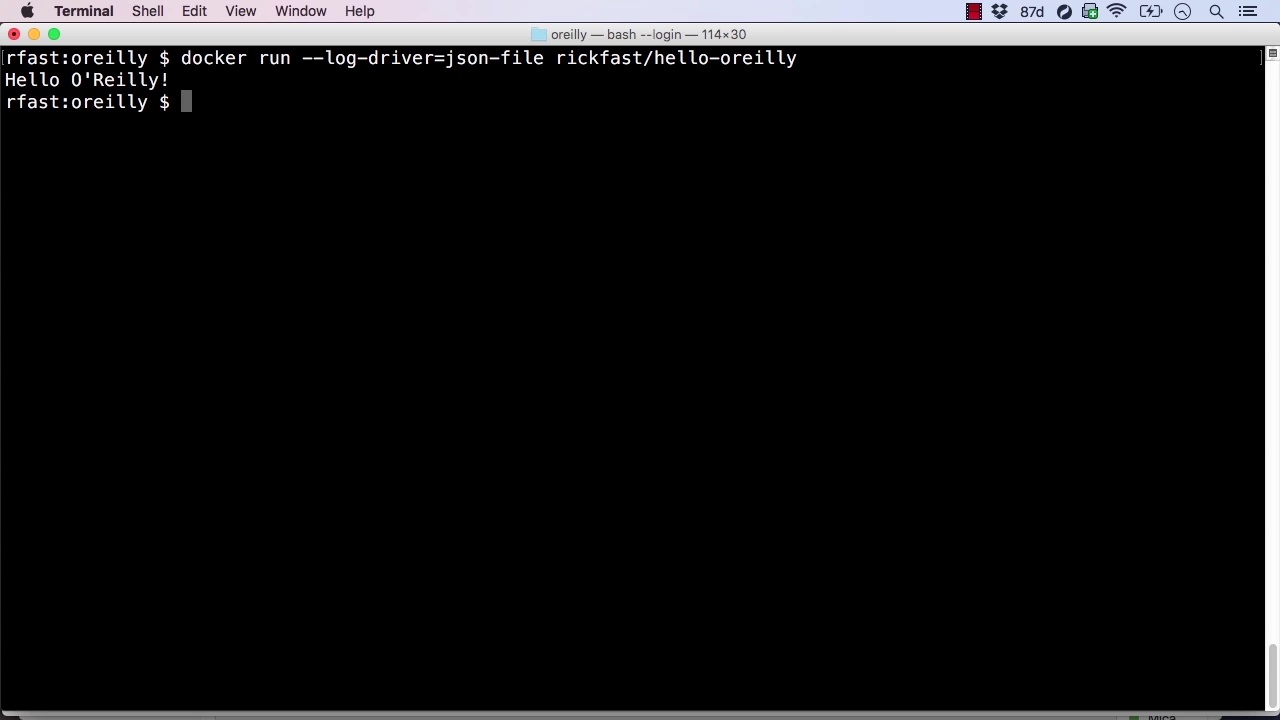 Terminal Shell Edit View Window Help 87d
oreilly — bash --login — 114×30
rfast:oreilly $ docker run --log-driver=json-file rickfast/hello-oreilly
Hello O'Reilly!
rfast:oreilly $